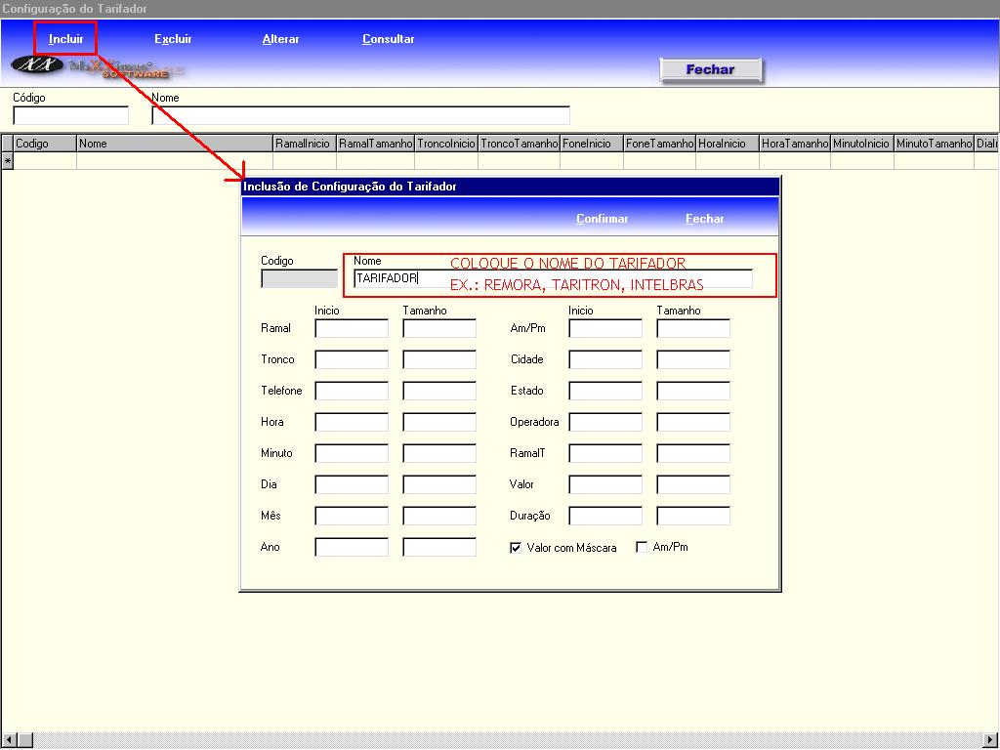 Configuração do Tarifador
Incluir Excluir Alterar Consultar
MaXXimus®
SOFTWARE
Fechar
Código Nome
Codigo Nome RamalInicio RamalTamanho TroncoInicio TroncoTamanho FoneInicio FoneTamanho HoraInicio HoraTamanho MinutoInicio MinutoTamanho DiaIn
*
Inclusão de Configuração do Tarifador
Confirmar Fechar
Codigo Nome COLOQUE O NOME DO TARIFADOR
TARIFADOR EX.: REMORA, TARITRON, INTELBRAS
Inicio Tamanho Inicio Tamanho
Ramal Am/Pm
Tronco Cidade
Telefone Estado
Hora Operadora
Minuto RamalT
Dia Valor
Mês Duração
Ano Valor com Máscara Am/Pm